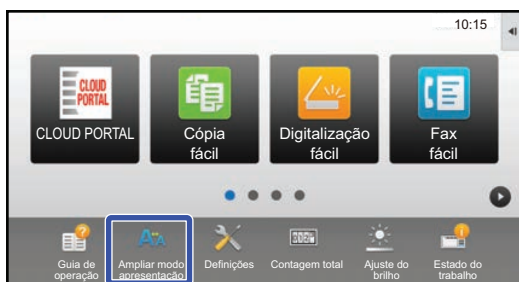 10:15
CLOUD
PORTAL
CLOUD PORTAL
Cópia
fácil
Digitalização
fácil
Fax
fácil
Guia de
operação
Ampliar modo
apresentação
Definições
Contagem total
Ajuste do
brilho
Estado do
trabalho